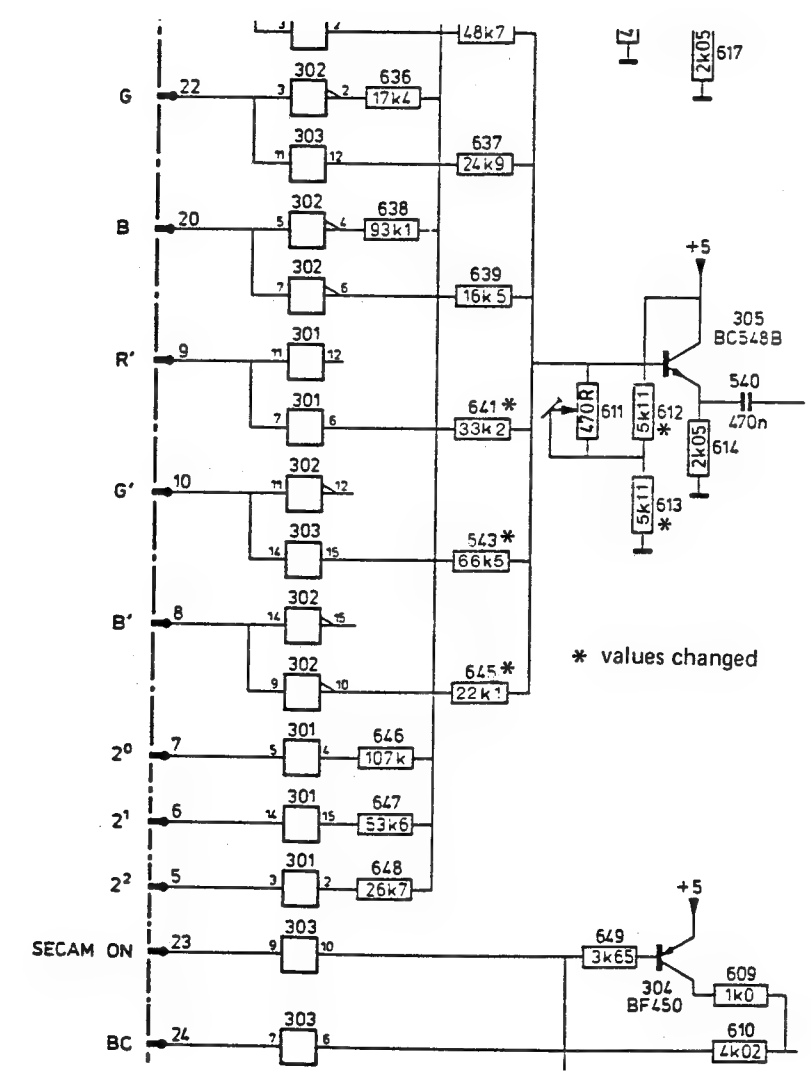 3 2
48k7
4
2k05 617
G 22 3 302 2 636 17k4
11 303 12 637 24k9
B 20 5 302 4 638 93k1
7 302 6 639 16k5
+5
305
BC548B
R' 9 11 301 12
7 301 6 641 * 33k2
470R 611
5k11 612 *
540
470n
2k05 614
G' 10 11 302 12
5k11 613 *
14 303 15 543 * 66k5
B' 8 14 302 15
* values changed
9 302 10 645 * 22k1
2⁰ 7 5 301 4 646 107k
2¹ 6 14 301 15 647 53k6
2² 5 3 301 2 648 26k7
+5
SECAM ON 23 9 303 10 649 3k65
304
BF450
609
1k0
BC 24 7 303 6 610 4k02